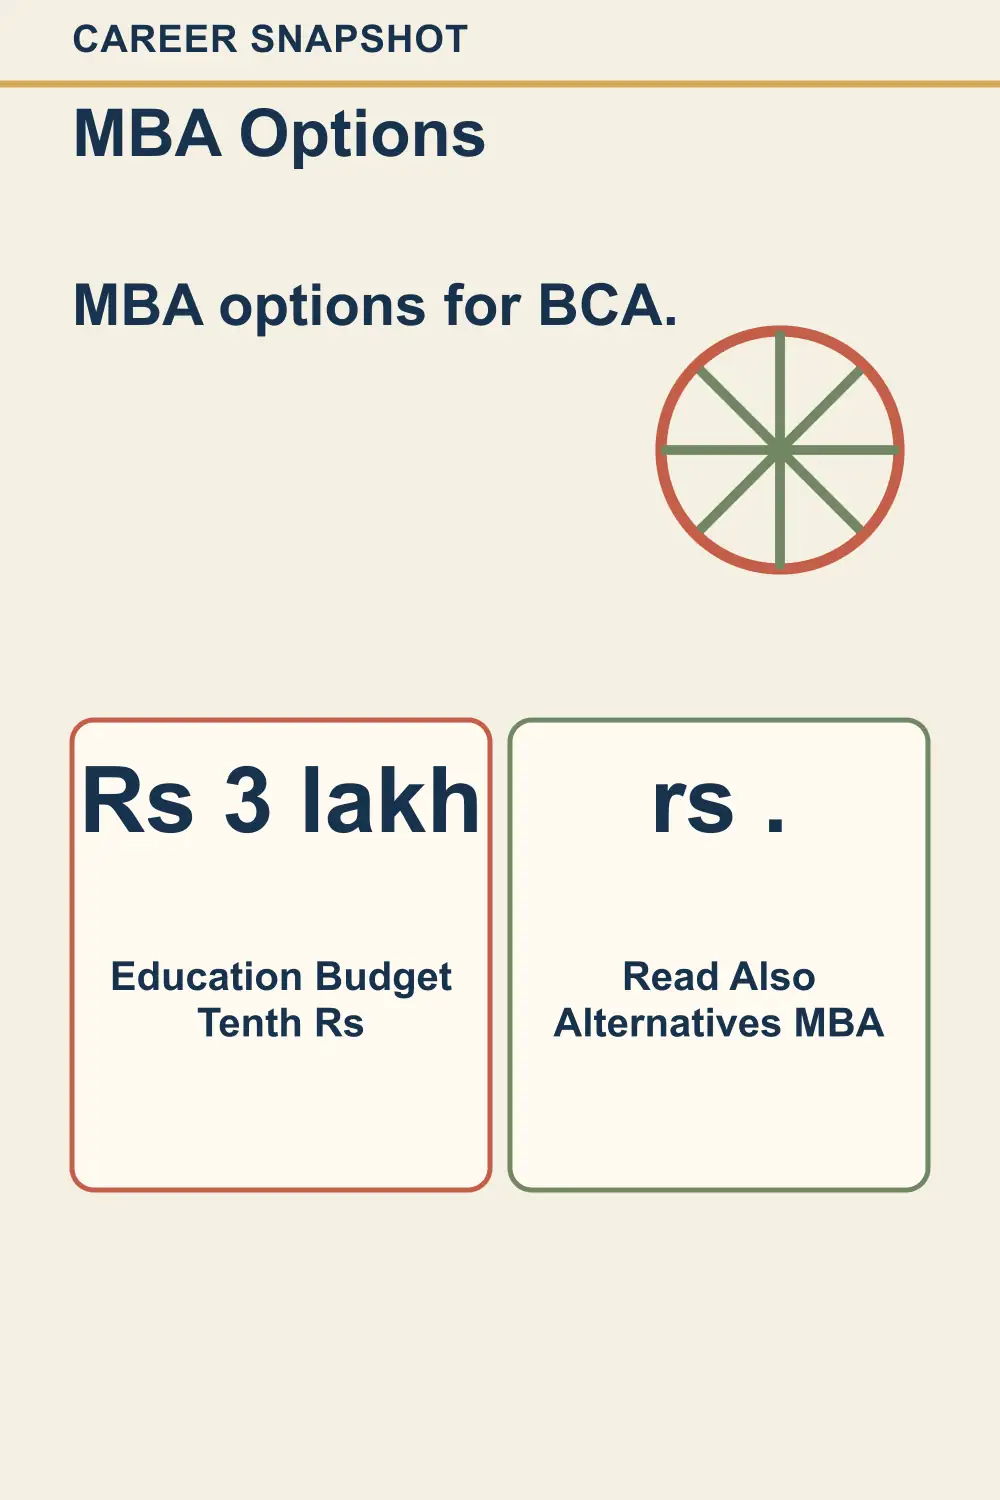 CAREER SNAPSHOT
MBA Options
MBA options for BCA.
Rs 3 lakh
Education Budget
Tenth Rs
rs .
Read Also
Alternatives MBA